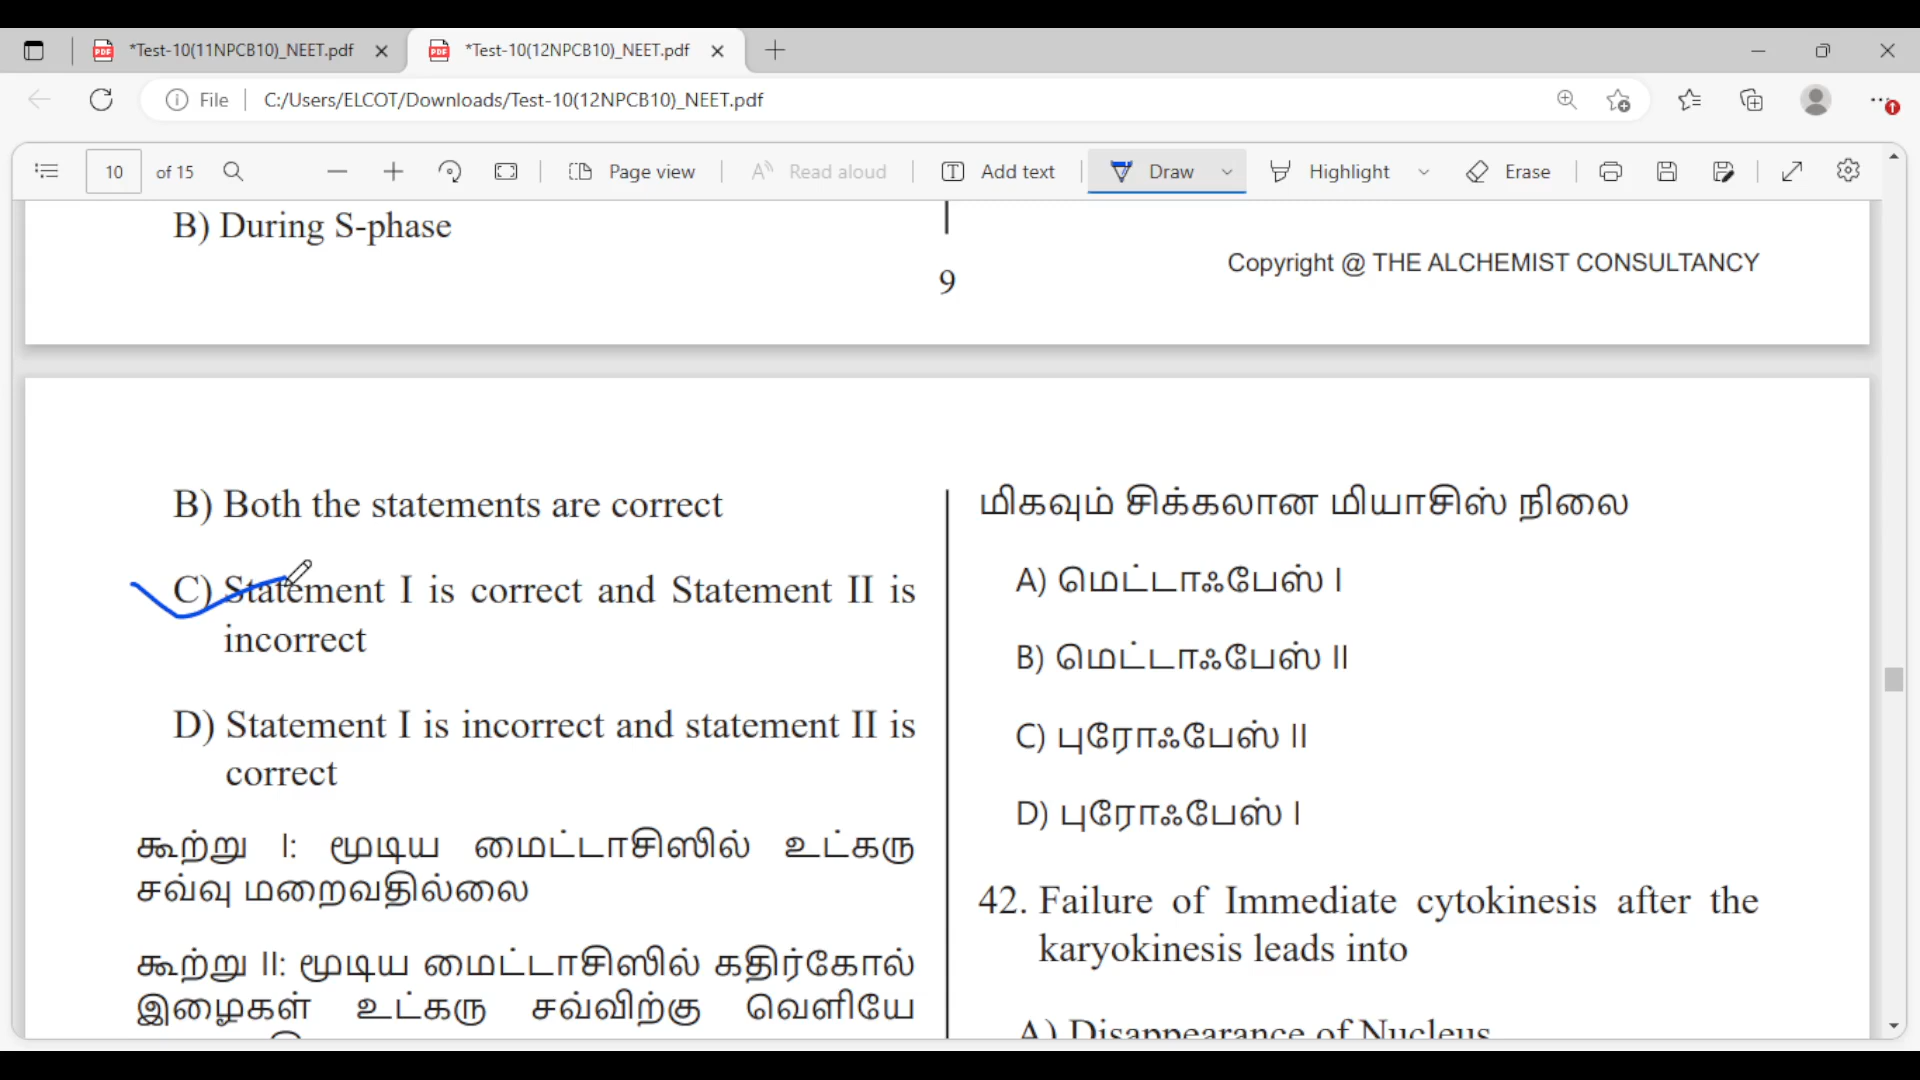 *Test-10(11NPCB10)_NEET.pdf
*Test-10(12NPCB10)_NEET.pdf
File
C:/Users/ELCOT/Downloads/Test-10(12NPCB10)_NEET.pdf
10 of 15
Page view
Read aloud
Add text
Draw
Highlight
Erase
B) During S-phase
9
Copyright @ THE ALCHEMIST CONSULTANCY
B) Both the statements are correct
C) Statement I is correct and Statement II is
incorrect
D) Statement I is incorrect and statement II is
correct
கூற்று I: மூடிய மைட்டாசிஸில் உட்கரு
சவ்வு மறைவதில்லை
கூற்று II: மூடிய மைட்டாசிஸில் கதிர்கோல்
இழைகள் உட்கரு சவ்விற்கு வெளியே
மிகவும் சிக்கலான மியாசிஸ் நிலை
A) மெட்டாஃபேஸ் I
B) மெட்டாஃபேஸ் II
C) புரோஃபேஸ் II
D) புரோஃபேஸ் I
42. Failure of Immediate cytokinesis after the
karyokinesis leads into
A) Disappearance of Nucleus